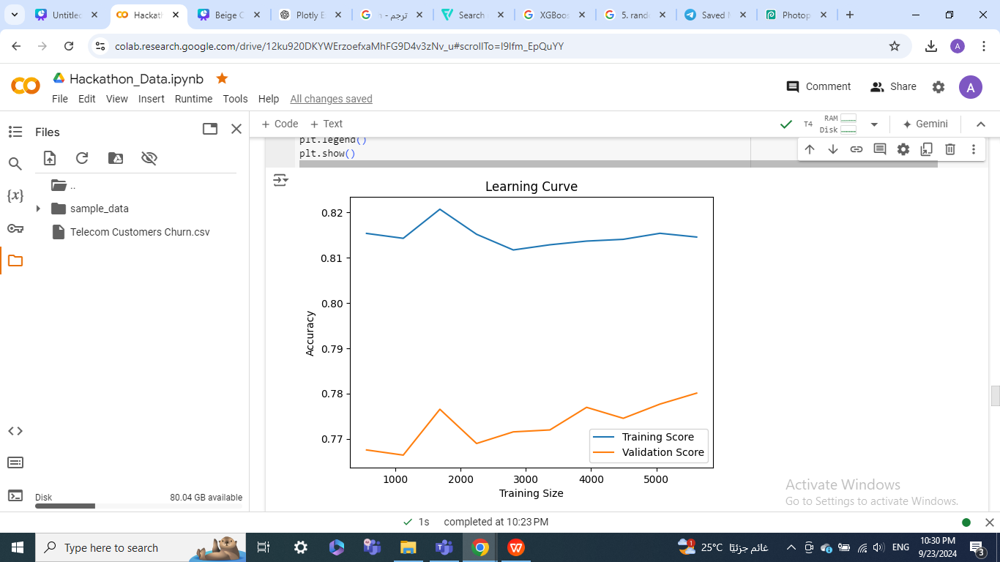 Untitled
Hackath
Beige C
Plotly E
ترجم - n
Search
XGBoos
5. rand
Saved M
Photop
colab.research.google.com/drive/12ku920DKYWErzoefxaMhFG9D4v3zNv_u#scrollTo=I9Ifm_EpQuYY
A
Hackathon_Data.ipynb
File Edit View Insert Runtime Tools Help All changes saved
Comment Share A
Files
+ Code + Text
T4 RAM Disk
Gemini
..
sample_data
Telecom Customers Churn.csv
{x}
Disk 80.04 GB available
plt.legend()
plt.show()
Learning Curve
0.82
0.81
0.80
0.79
0.78
0.77
Accuracy
1000 2000 3000 4000 5000
Training Size
Training Score
Validation Score
Activate Windows
Go to Settings to activate Windows.
1s completed at 10:23 PM
Type here to search
1
25°C غائم جزئيًا
ENG
10:30 PM
9/23/2024
3